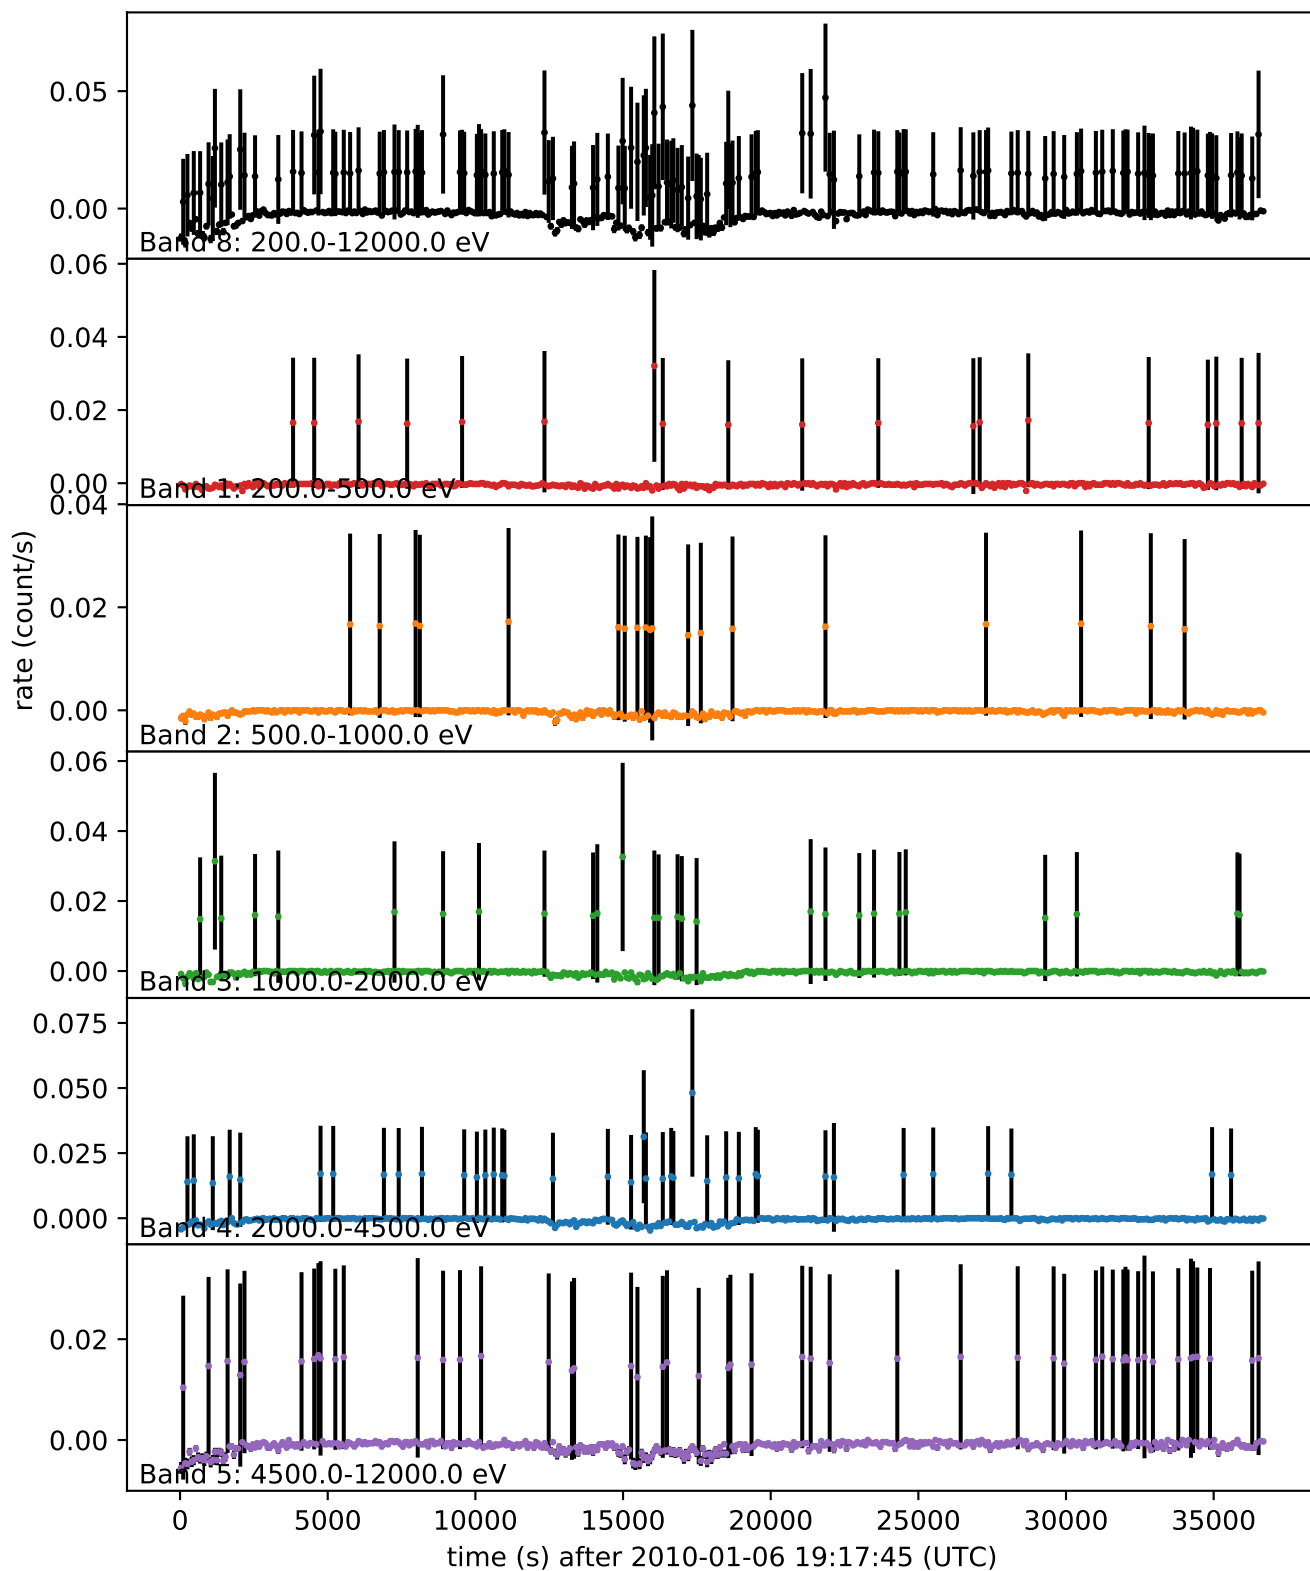 0.05
0.00
Band 8: 200.0-12000.0 eV
0.06
0.04
0.02
0.00
Band 1: 200.0-500.0 eV
0.04
0.02
0.00
Band 2: 500.0-1000.0 eV
rate (count/s)
0.06
0.04
0.02
0.00
Band 3: 1000.0-2000.0 eV
0.075
0.050
0.025
0.000
Band 4: 2000.0-4500.0 eV
0.02
0.00
Band 5: 4500.0-12000.0 eV
0 5000 10000 15000 20000 25000 30000 35000
time (s) after 2010-01-06 19:17:45 (UTC)